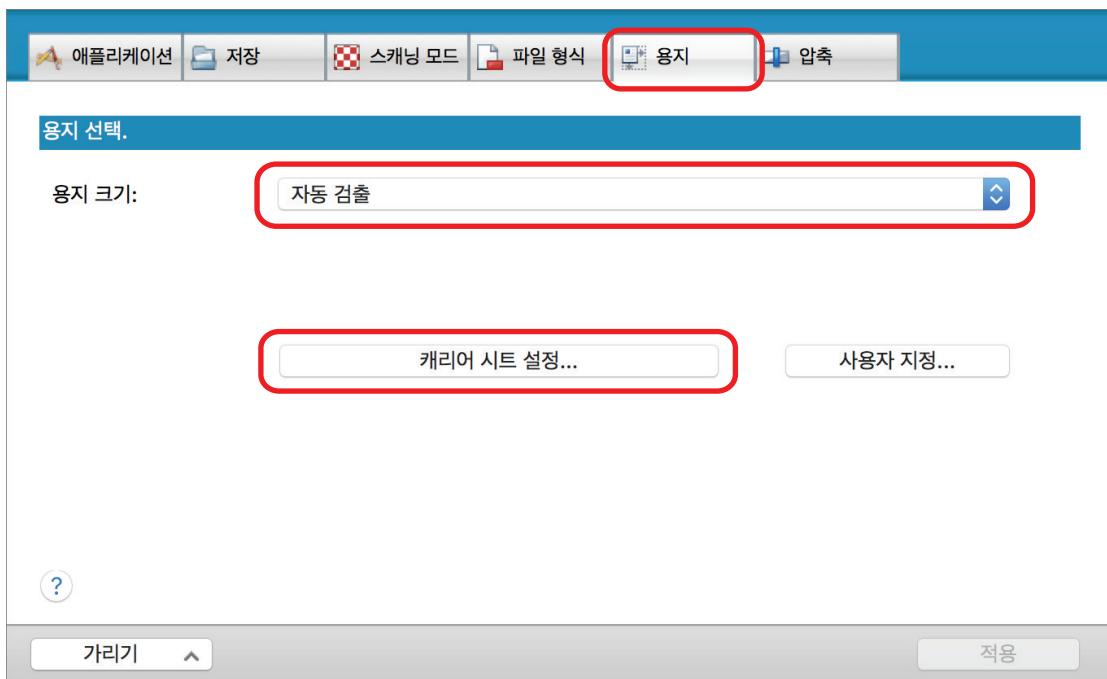 애플리케이션 저장 스캐닝 모드 파일 형식 용지 압축
용지 선택.
용지 크기: 자동 검출
캐리어 시트 설정... 사용자 지정...
?
가리기 적용